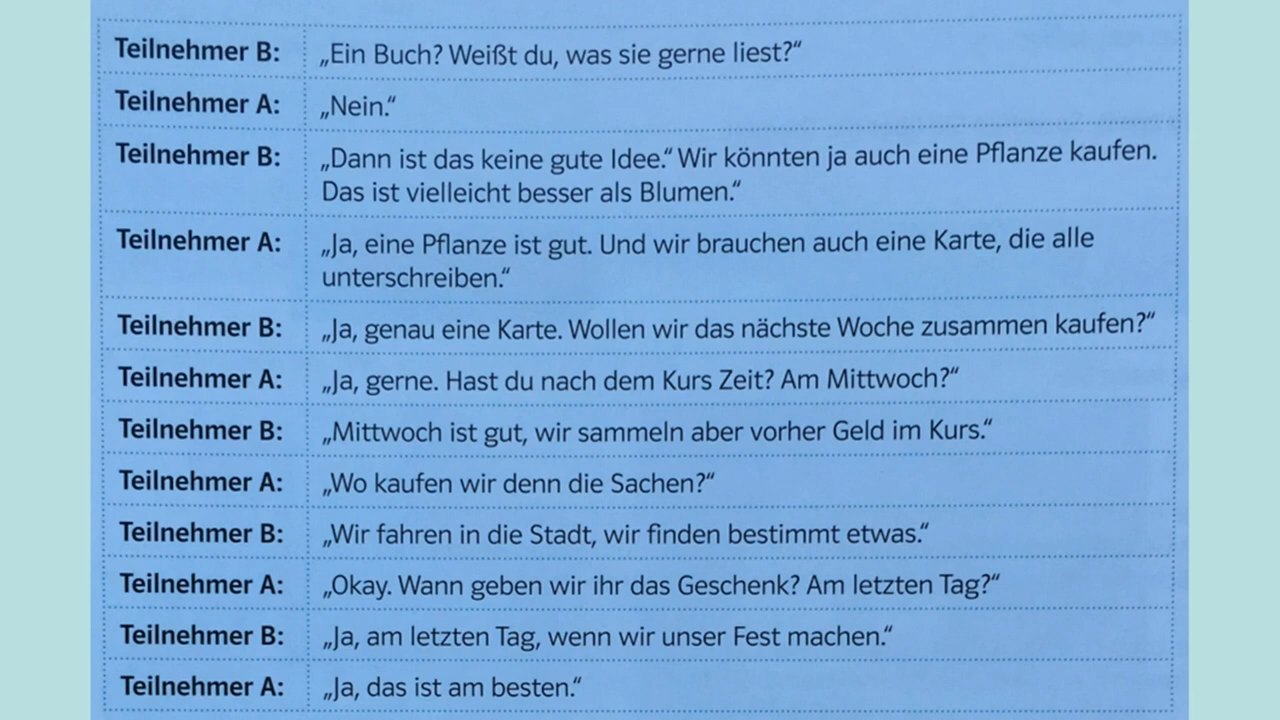 Teilnehmer B: „Ein Buch? Weißt du, was sie gerne liest?“
Teilnehmer A: „Nein.“
Teilnehmer B: „Dann ist das keine gute Idee.“ Wir könnten ja auch eine Pflanze kaufen.
Das ist vielleicht besser als Blumen.“
Teilnehmer A: „Ja, eine Pflanze ist gut. Und wir brauchen auch eine Karte, die alle
unterschreiben.“
Teilnehmer B: „Ja, genau eine Karte. Wollen wir das nächste Woche zusammen kaufen?“
Teilnehmer A: „Ja, gerne. Hast du nach dem Kurs Zeit? Am Mittwoch?“
Teilnehmer B: „Mittwoch ist gut, wir sammeln aber vorher Geld im Kurs.“
Teilnehmer A: „Wo kaufen wir denn die Sachen?“
Teilnehmer B: „Wir fahren in die Stadt, wir finden bestimmt etwas.“
Teilnehmer A: „Okay. Wann geben wir ihr das Geschenk? Am letzten Tag?“
Teilnehmer B: „Ja, am letzten Tag, wenn wir unser Fest machen.“
Teilnehmer A: „Ja, das ist am besten.“